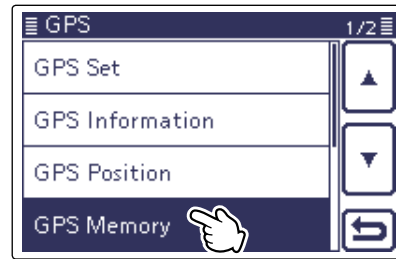 GPS 1/2
GPS Set
GPS Information
GPS Position
GPS Memory